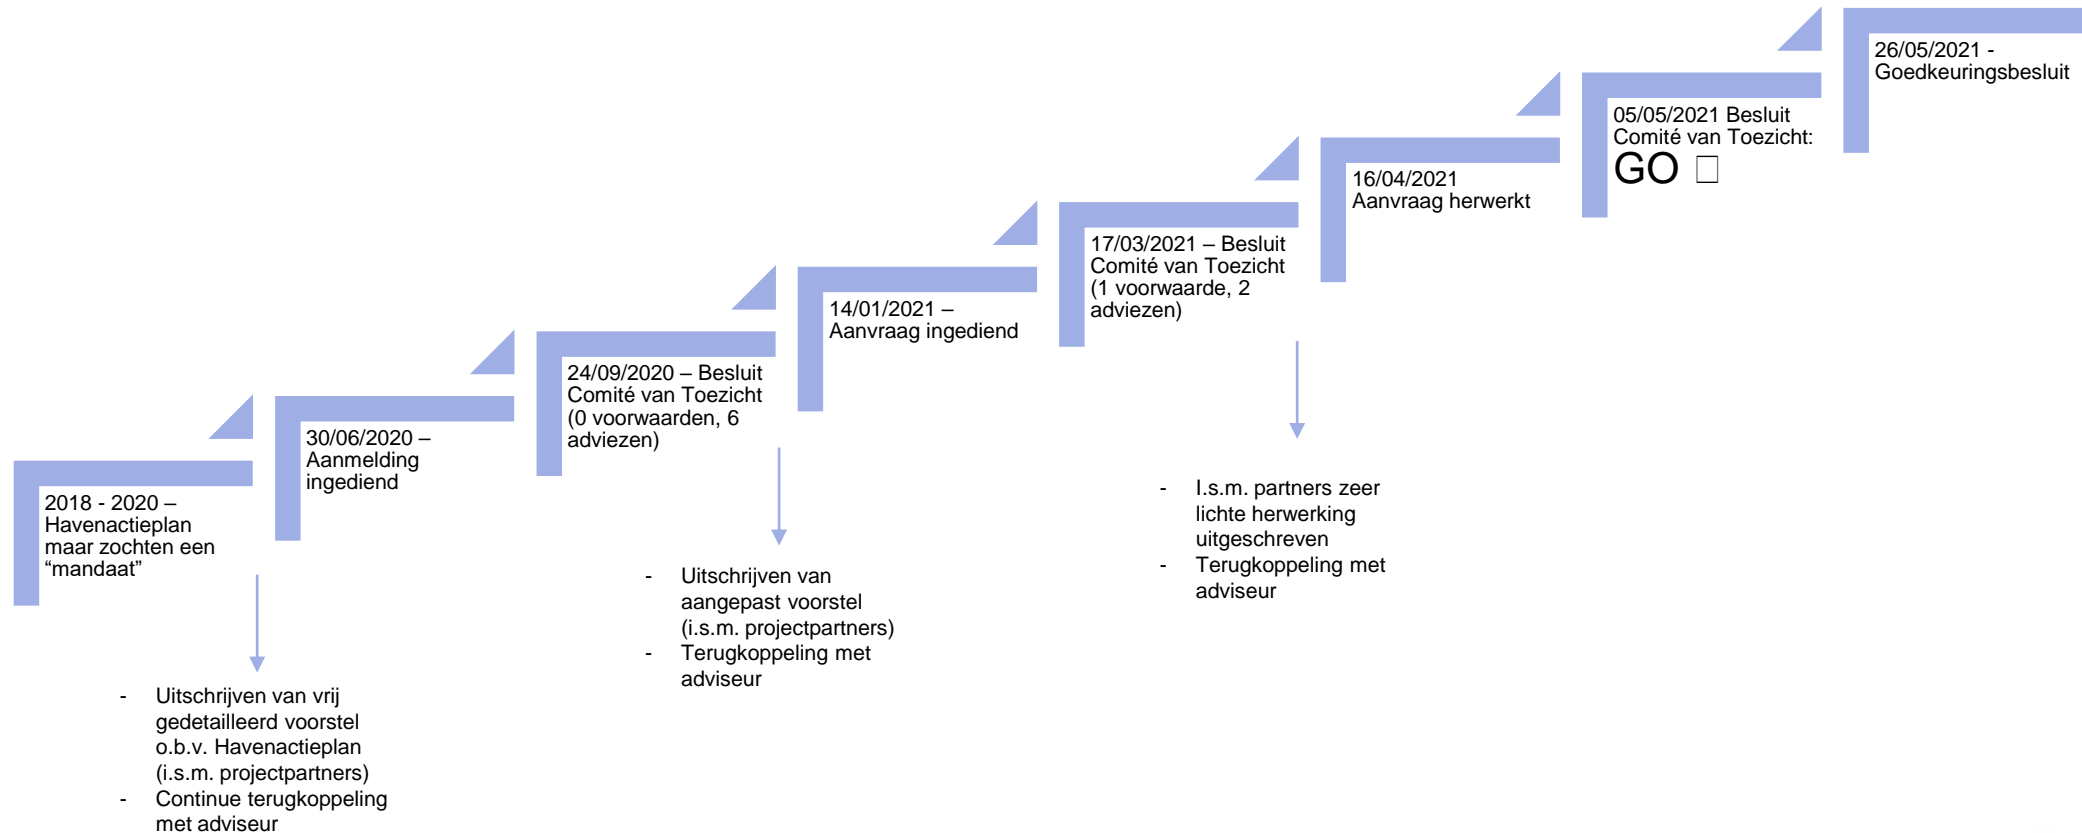 2018 - 2020 –
Havenactieplan
maar zochten een
“mandaat”
- Uitschrijven van vrij
gedetailleerd voorstel
o.b.v. Havenactieplan
(i.s.m. projectpartners)
- Continue terugkoppeling
met adviseur
30/06/2020 –
Aanmelding
ingediend
24/09/2020 – Besluit
Comité van Toezicht
(0 voorwaarden, 6
adviezen)
- Uitschrijven van
aangepast voorstel
(i.s.m. projectpartners)
- Terugkoppeling met
adviseur
14/01/2021 –
Aanvraag ingediend
17/03/2021 – Besluit
Comité van Toezicht
(1 voorwaarde, 2
adviezen)
- I.s.m. partners zeer
lichte herwerking
uitgeschreven
- Terugkoppeling met
adviseur
16/04/2021
Aanvraag herwerkt
05/05/2021 Besluit
Comité van Toezicht:
GO □
26/05/2021 -
Goedkeuringsbesluit